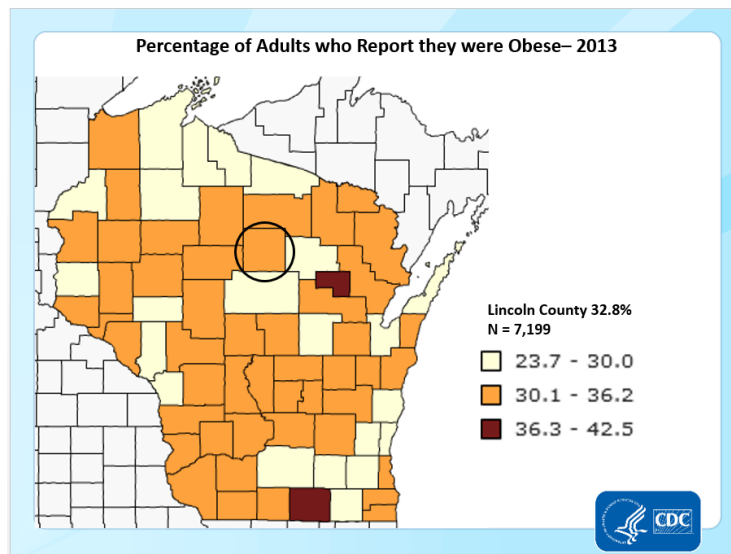 Percentage of Adults who Report they were Obese– 2013
Lincoln County 32.8%
N = 7,199
23.7 - 30.0
30.1 - 36.2
36.3 - 42.5
CDC